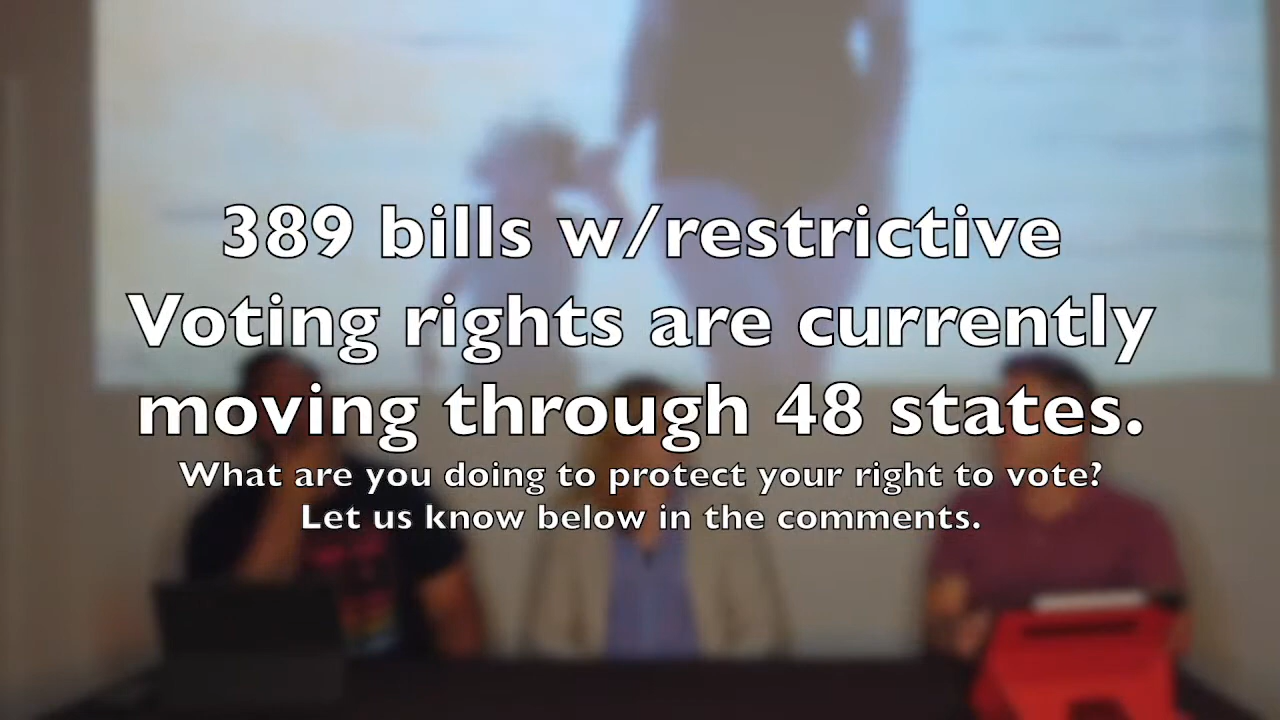 389 bills w/restrictive
Voting rights are currently
moving through 48 states.
What are you doing to protect your right to vote?
Let us know below in the comments.